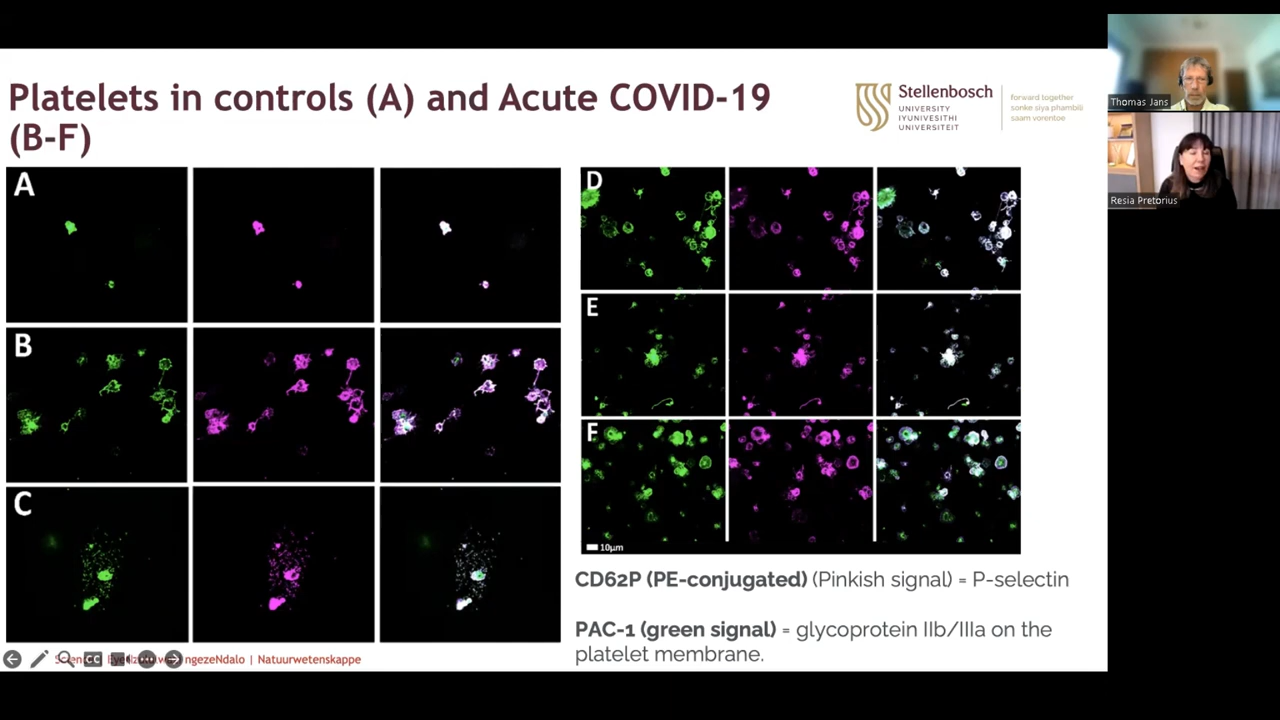 Platelets in controls (A) and Acute COVID-19
(B-F)
Stellenbosch
UNIVERSITY
IYUNIVESITHI
UNIVERSITEIT
forward together
sonke siya phambili
saam vorentoe
A
B
C
D
E
F
10µm
CD62P (PE-conjugated) (Pinkish signal) = P-selectin
PAC-1 (green signal) = glycoprotein IIb/IIIa on the
platelet membrane.
ngezeNdalo | Natuurwetenskappe
Thomas Jans
Resia Pretorius